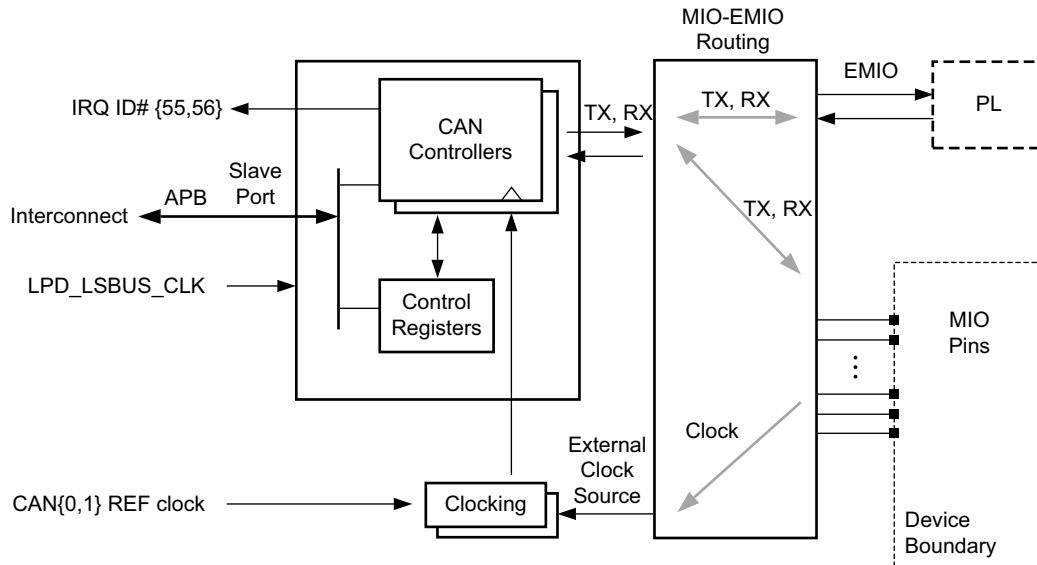 MIO-EMIO
Routing
EMIO
PL
IRQ ID# {55,56}
CAN
Controllers
TX, RX
TX, RX
TX, RX
Slave
Port
APB
Interconnect
LPD_LSBUS_CLK
Control
Registers
MIO
Pins
Clock
External
Clock
Source
CAN{0,1} REF clock
Clocking
Device
Boundary